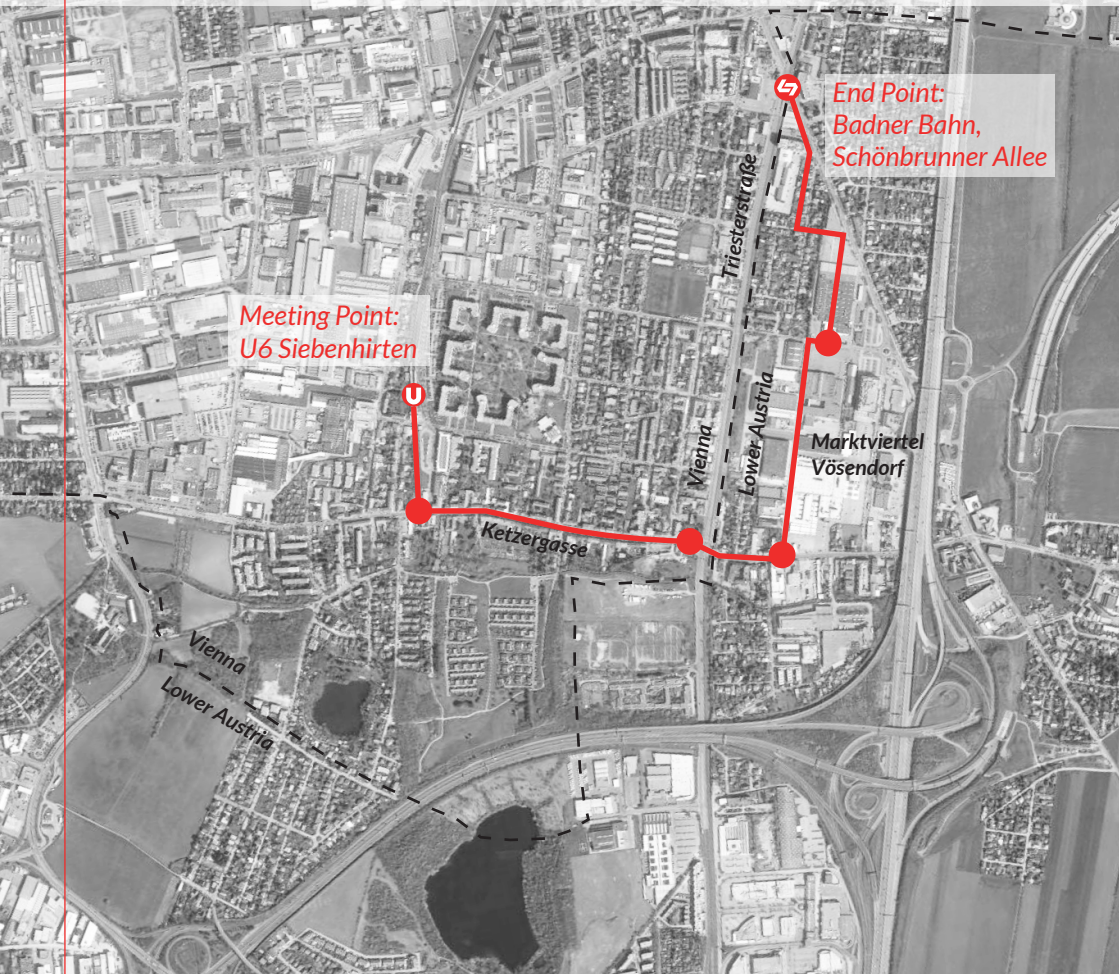 End Point:
Badner Bahn,
Schönbrunner Allee
Triesterstraße
Meeting Point:
U6 Siebenhirten
U
Vienna
Lower Austria
Marktviertel
Vösendorf
Ketzergasse
Vienna
Lower Austria